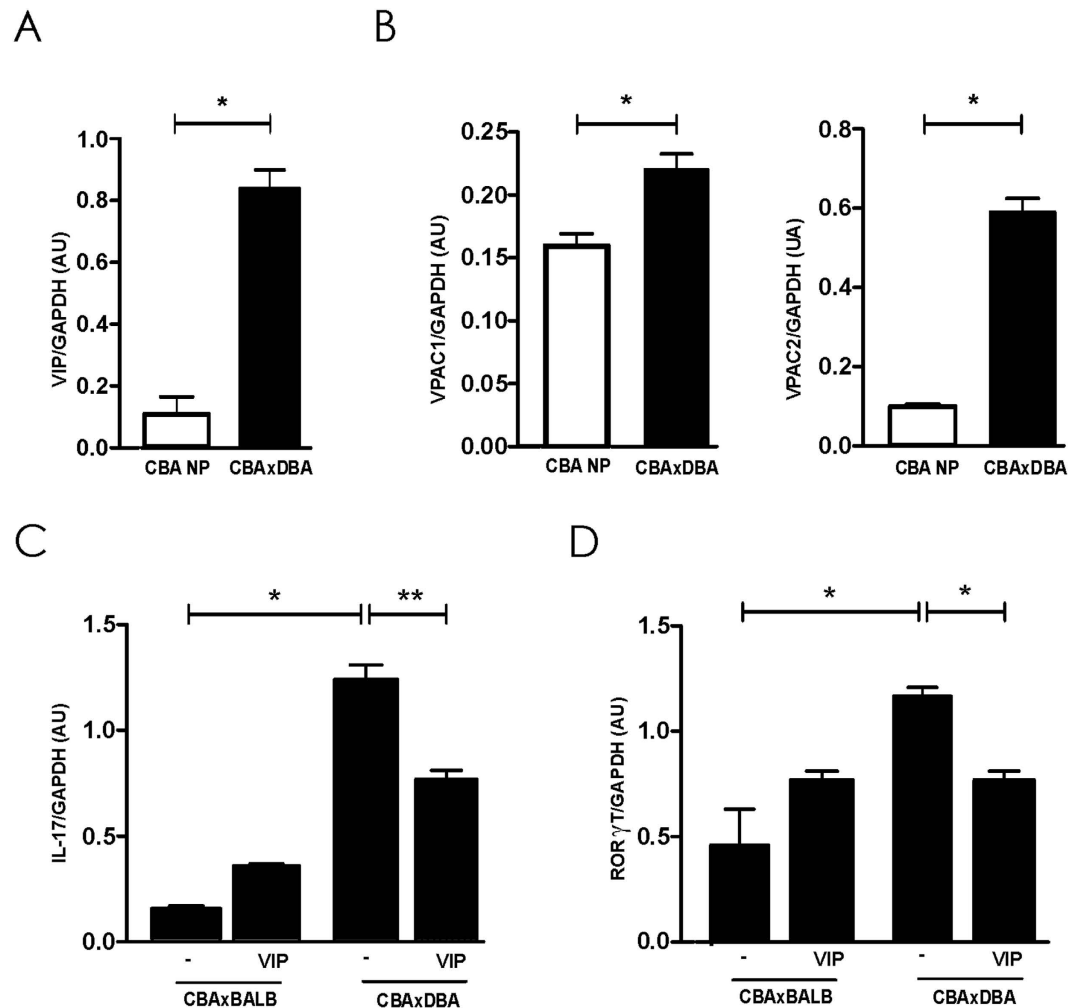 A
B
*
*
*
1.0
0.8
0.6
0.4
0.2
0.0
VIP/GAPDH (AU)
CBA NP
CBAxDBA
0.25
0.20
0.15
0.10
0.05
0.00
VPAC1/GAPDH (AU)
CBA NP
CBAxDBA
0.8
0.6
0.4
0.2
0.0
VPAC2/GAPDH (UA)
CBA NP
CBAxDBA
C
D
*
**
1.5
1.0
0.5
0.0
IL-17/GAPDH (AU)
- VIP - VIP
CBAxBALB CBAxDBA
*
*
1.5
1.0
0.5
0.0
ROR γT/GAPDH (AU)
- VIP - VIP
CBAxBALB CBAxDBA